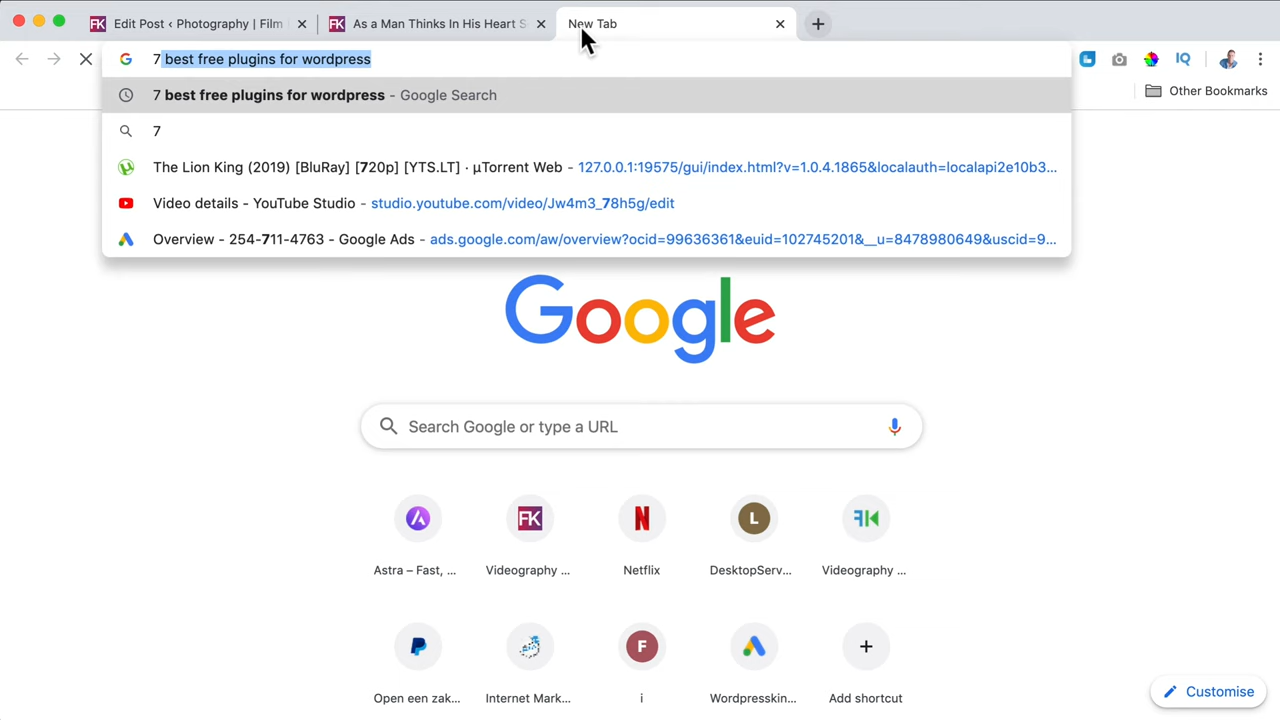 Edit Post ‹ Photography | Film
As a Man Thinks In His Heart S
New Tab
7 best free plugins for wordpress
Other Bookmarks
7 best free plugins for wordpress - Google Search
7
The Lion King (2019) [BluRay] [720p] [YTS.LT] · µTorrent Web - 127.0.0.1:19575/gui/index.html?v=1.0.4.1865&localauth=localapi2e10b3...
Video details - YouTube Studio - studio.youtube.com/video/Jw4m3_78h5g/edit
Overview - 254-711-4763 - Google Ads - ads.google.com/aw/overview?ocid=99636361&euid=102745201&__u=8478980649&uscid=9...
Google
Search Google or type a URL
FK
N
L
FK
Astra – Fast, ...
Videography ...
Netflix
DesktopServ...
Videography ...
F
Open een zak...
Internet Mark...
i
Wordpresskin...
Add shortcut
Customise